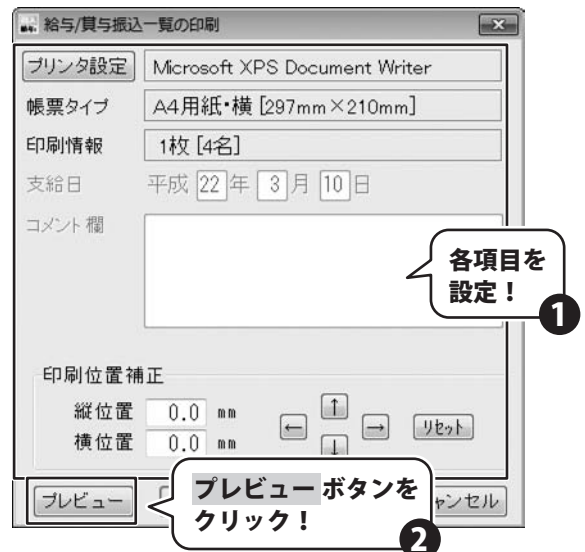 給与/賞与振込一覧の印刷
プリンタ設定 Microsoft XPS Document Writer
帳票タイプ A4用紙・横 [297mm×210mm]
印刷情報 1枚 [4名]
支給日 平成 22 年 3 月 10 日
コメント欄
各項目を
設定！
1
印刷位置補正
縦位置 0.0 mm
↑
← → リセット
横位置 0.0 mm
↓
プレビュー
ャンセル
プレビュー ボタンを
クリック！
2